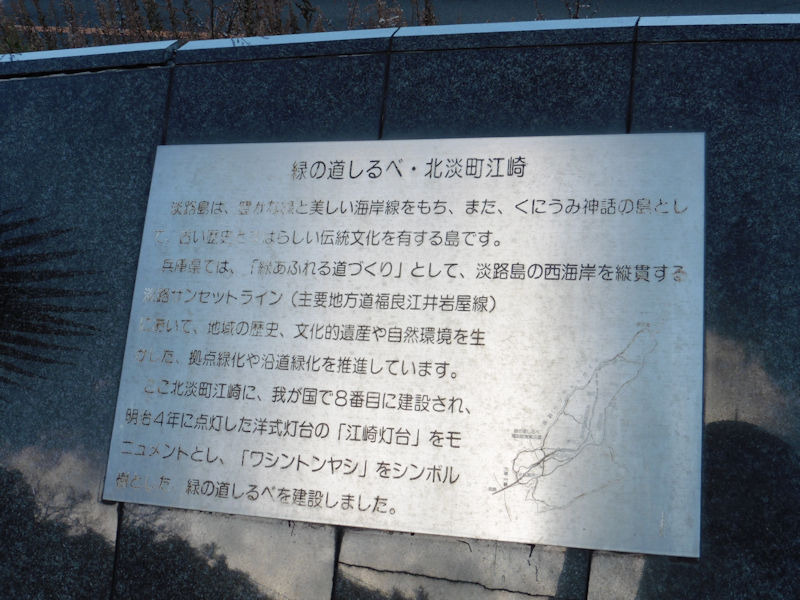 緑の道しるべ・北淡町江崎
淡路島は、豊かな緑と美しい海岸線をもち、また、くにうみ神話の島とし
て、古い歴史とすばらしい伝統文化を有する島です。
兵庫県では、「緑あふれる道づくり」として、淡路島の西海岸を縦貫する
淡路サンセットライン（主要地方道福良江井岩屋線）
において、地域の歴史、文化的遺産や自然環境を生
かした、拠点緑化や沿道緑化を推進しています。
ここ北淡町江崎に、我が国で8番目に建設され、
明治4年に点灯した洋式灯台の「江崎灯台」をモ
ニュメントとし、「ワシントンヤシ」をシンボル
樹とした、緑の道しるべを建設しました。